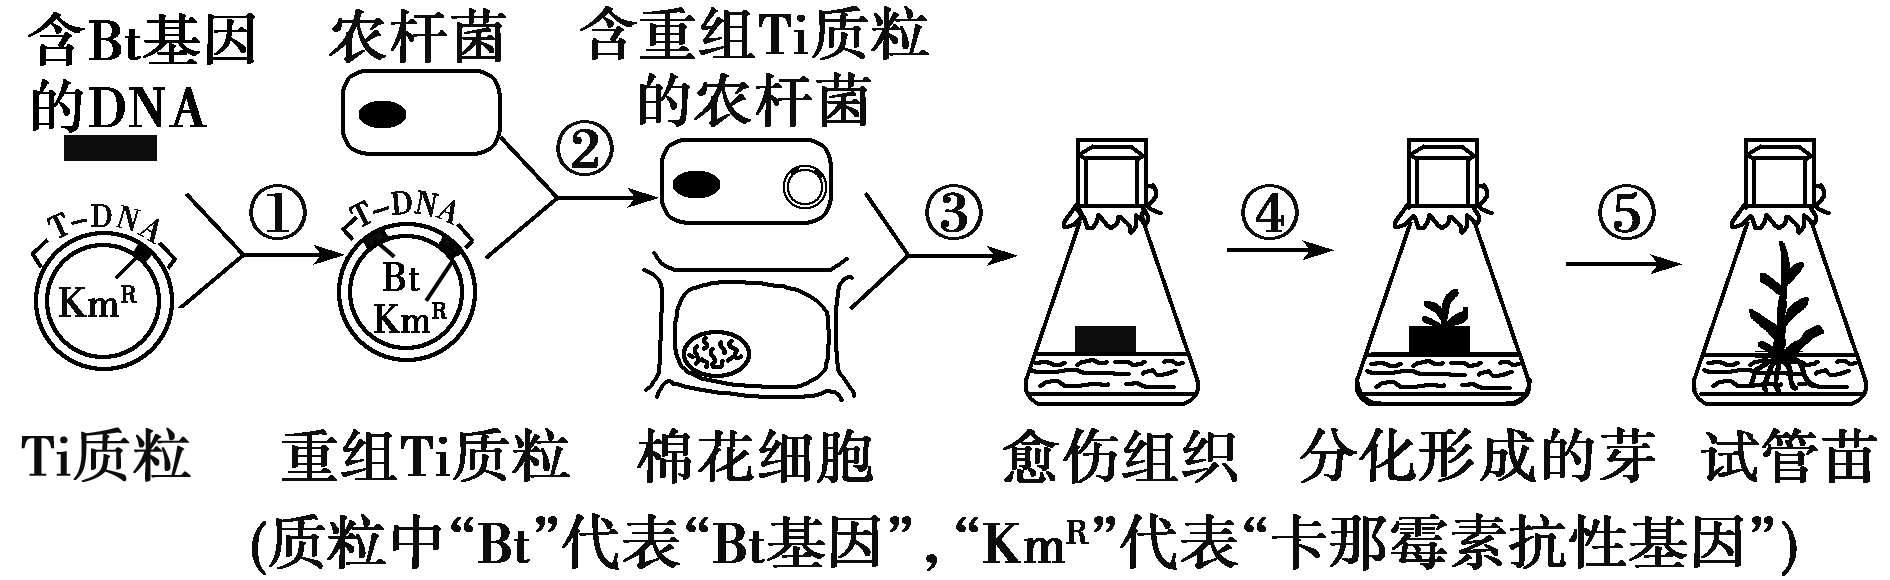 含Bt基因
的DNA
农杆菌
含重组Ti质粒
的农杆菌
①
②
③
④
⑤
T-DNA
KmR
T-DNA
Bt
KmR
Ti质粒
重组Ti质粒
棉花细胞
愈伤组织
分化形成的芽
试管苗
(质粒中“Bt”代表“Bt基因”,“KmR”代表“卡那霉素抗性基因”)